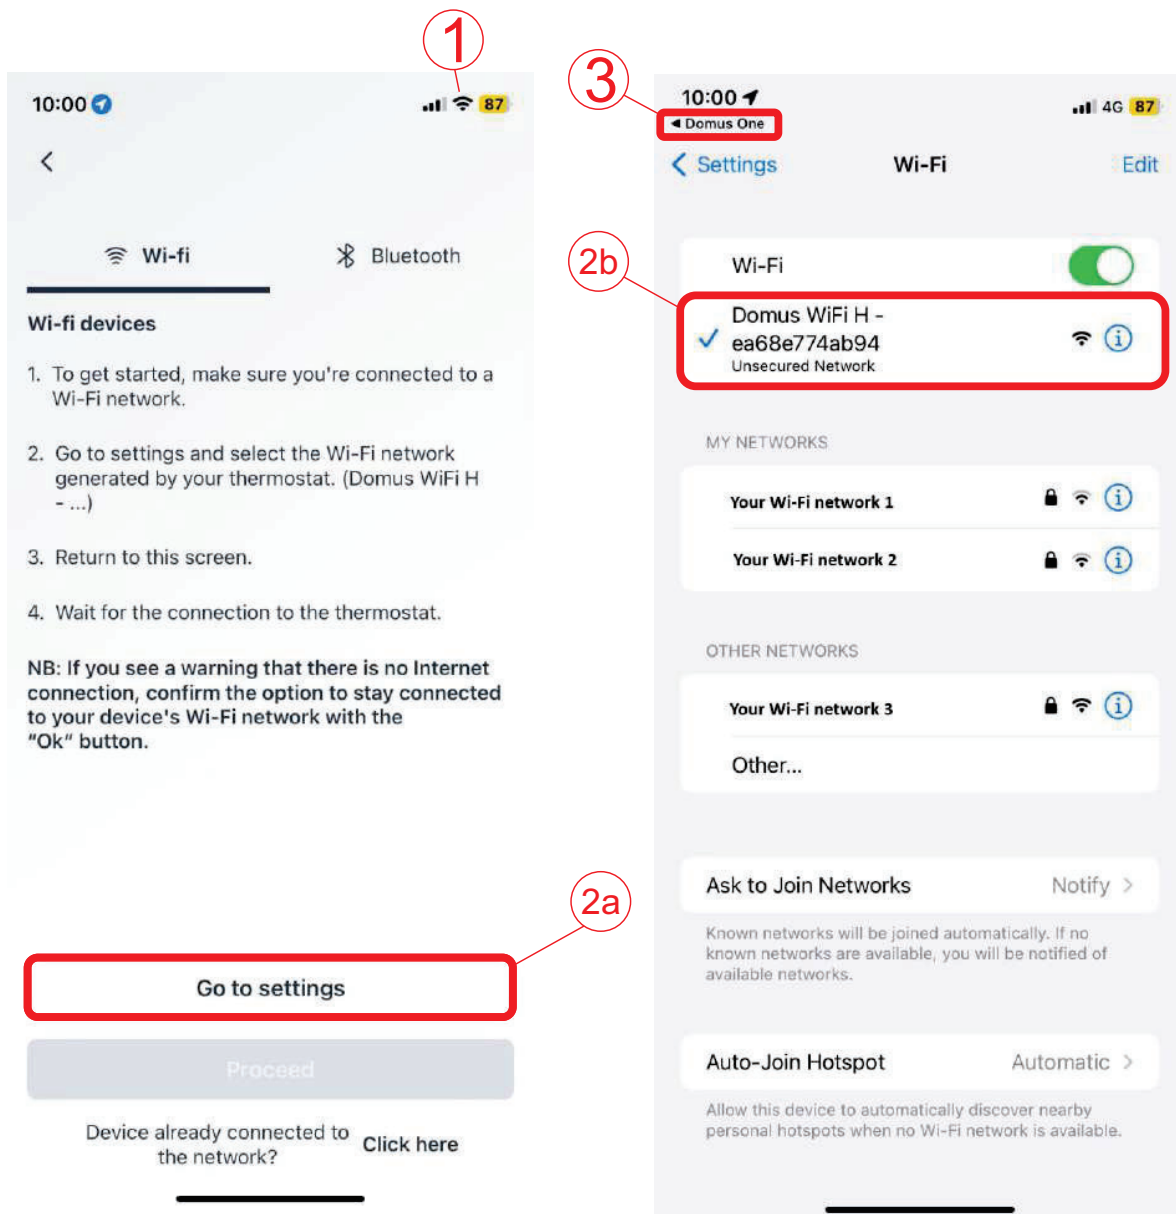 1
10:00
87
Wi-fi
Bluetooth
Wi-fi devices
1. To get started, make sure you're connected to a
Wi-Fi network.
2. Go to settings and select the Wi-Fi network
generated by your thermostat. (Domus WiFi H
- ...)
3. Return to this screen.
4. Wait for the connection to the thermostat.
NB: If you see a warning that there is no Internet
connection, confirm the option to stay connected
to your device's Wi-Fi network with the
"Ok" button.
2a
Go to settings
Proceed
Device already connected to
the network?
Click here
3
10:00
4G 87
◄ Domus One
Settings
Wi-Fi
Edit
2b
Wi-Fi
Domus WiFi H -
ea68e774ab94
Unsecured Network
MY NETWORKS
Your Wi-Fi network 1
Your Wi-Fi network 2
OTHER NETWORKS
Your Wi-Fi network 3
Other...
Ask to Join Networks
Notify
Known networks will be joined automatically. If no
known networks are available, you will be notified of
available networks.
Auto-Join Hotspot
Automatic
Allow this device to automatically discover nearby
personal hotspots when no Wi-Fi network is available.